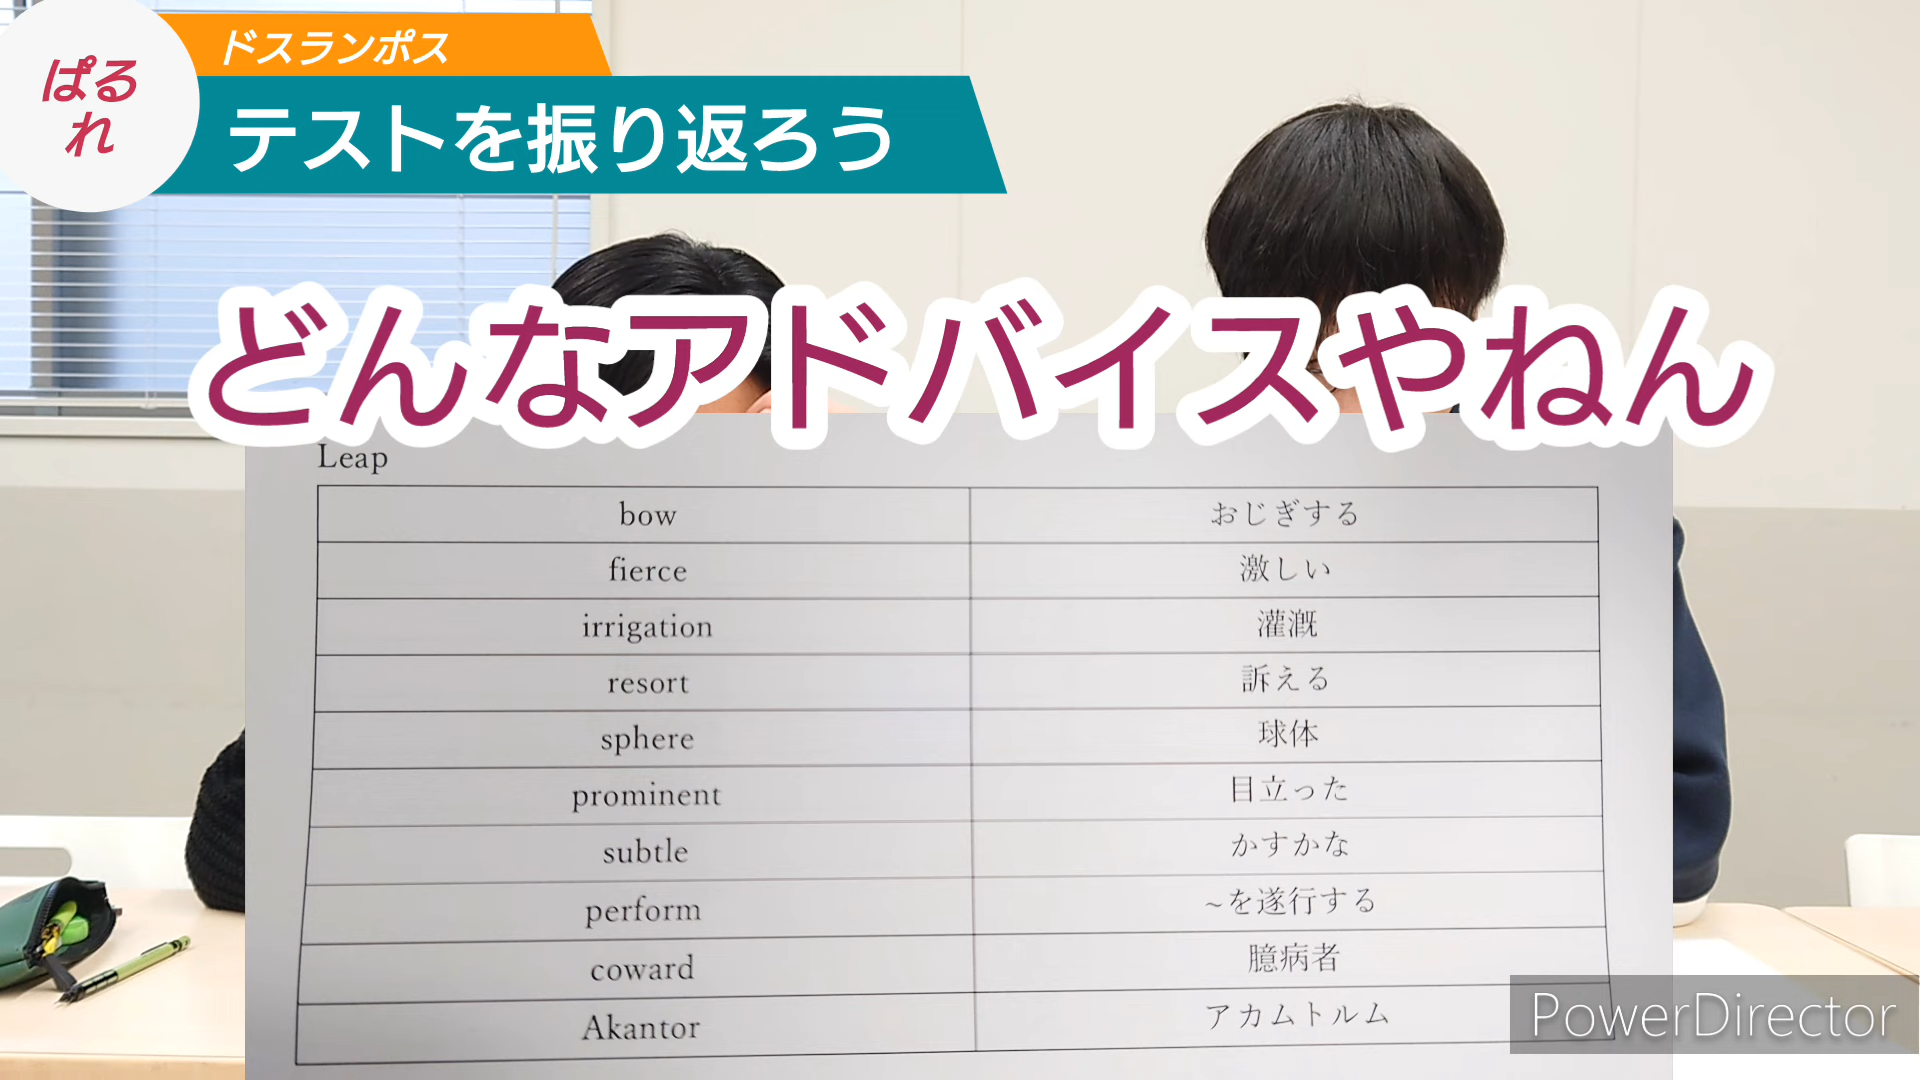 ぱる
れ
ドスランポス
テストを振り返ろう
どんなアドバイスやねん
Leap
bow おじぎする
fierce 激しい
irrigation 灌漑
resort 訴える
sphere 球体
prominent 目立った
subtle かすかな
perform ~を遂行する
coward 臆病者
Akantor アカムトルム
PowerDirector